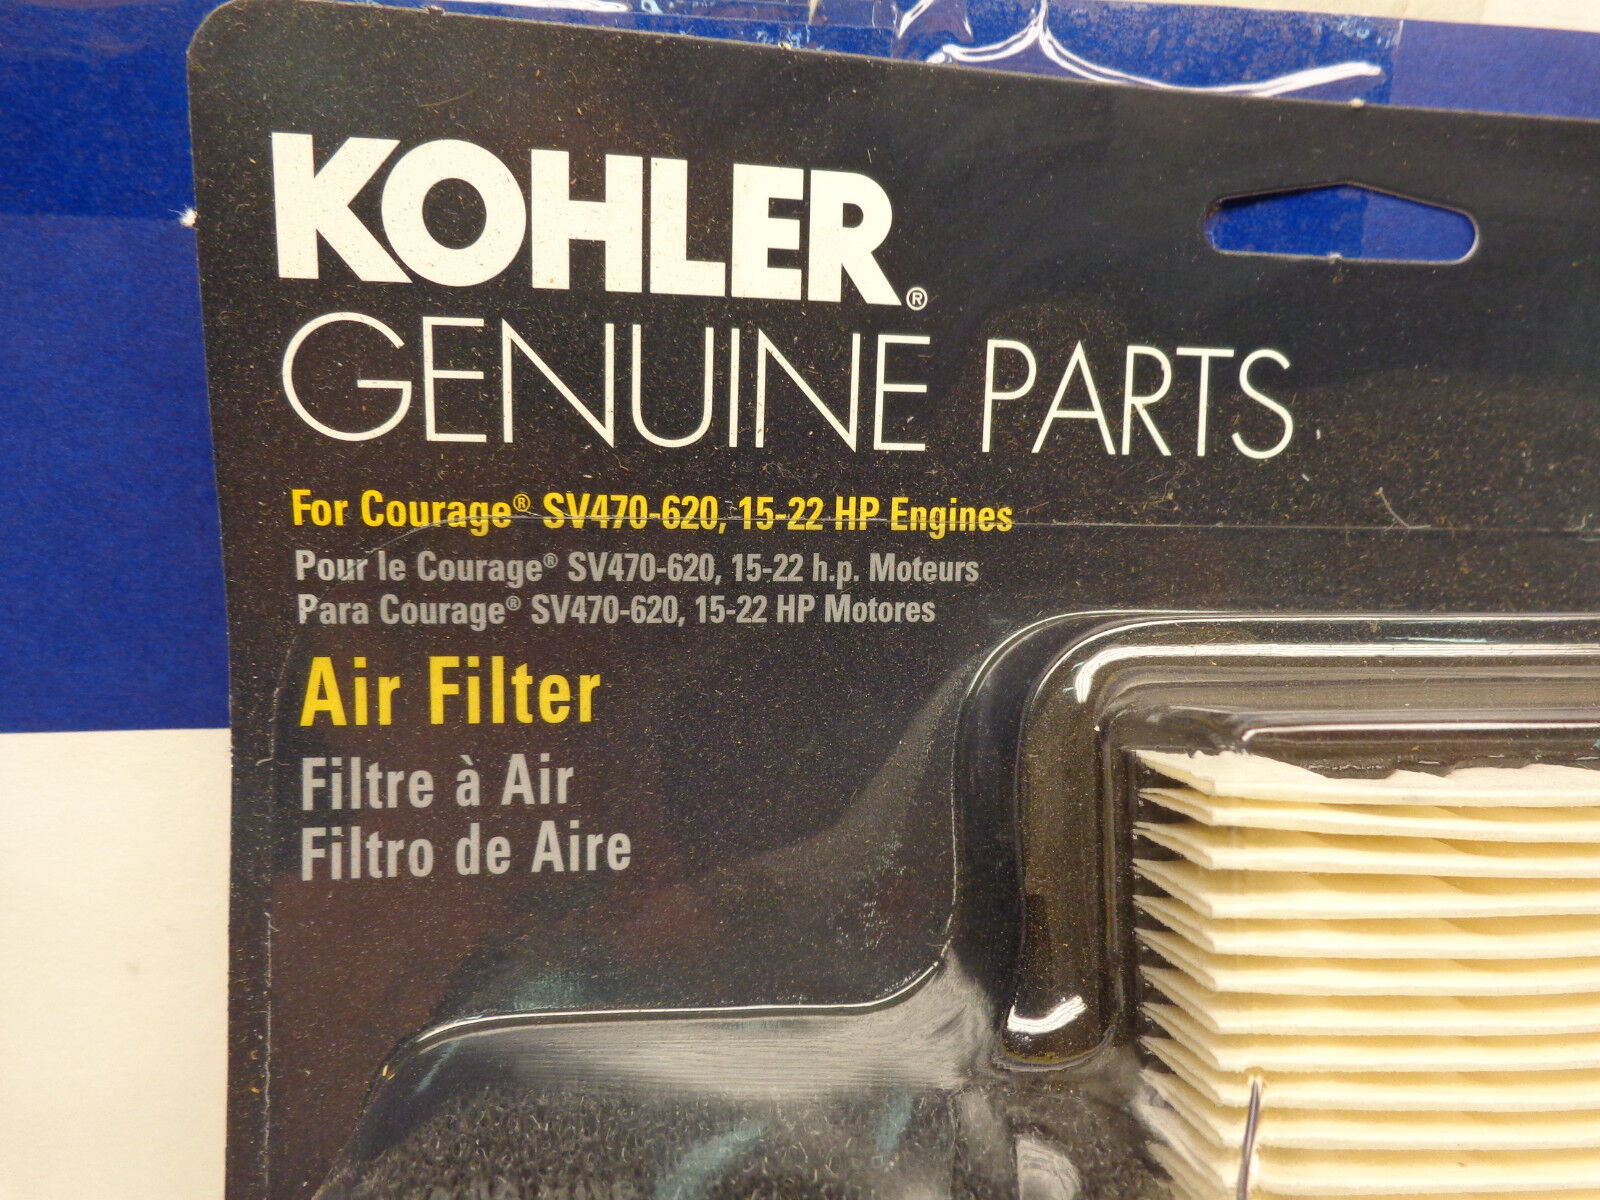 KOHLER®
GENUINE PARTS
For Courage® SV470-620, 15-22 HP Engines
Pour le Courage® SV470-620, 15-22 h.p. Moteurs
Para Courage® SV470-620, 15-22 HP Motores
Air Filter
Filtre à Air
Filtro de Aire